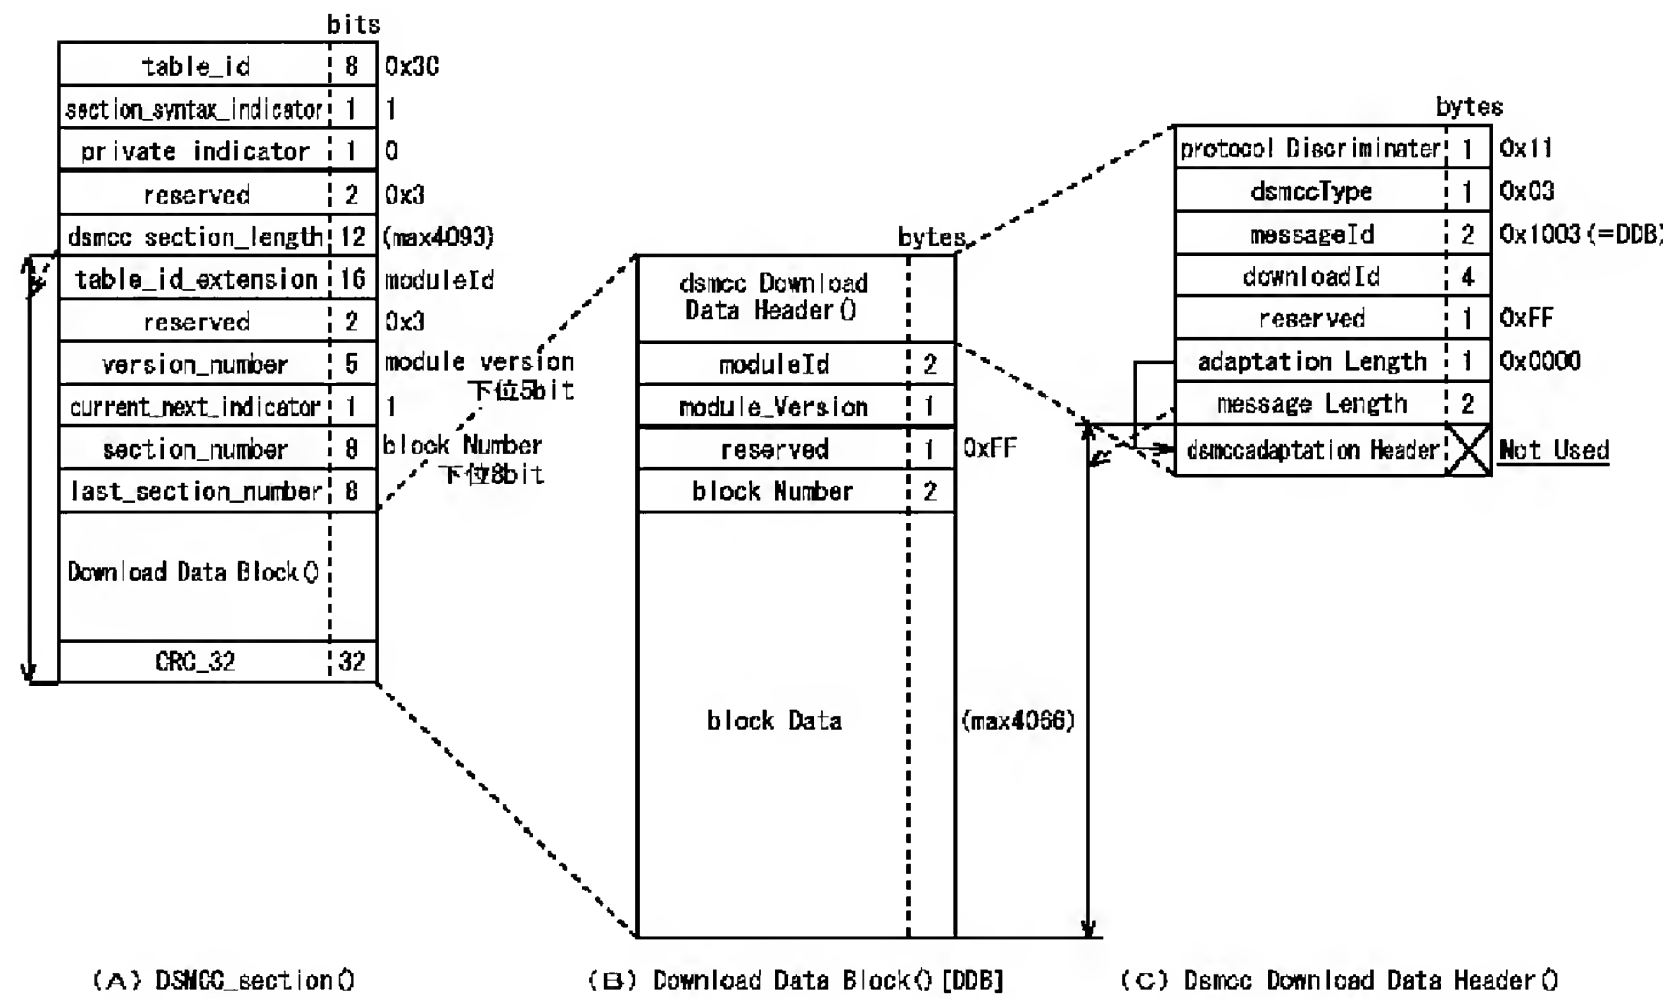 bits
table_id 8 0x3C
section_syntax_indicator 1 1
private indicator 1 0
reserved 2 0x3
dsmcc section_length 12 (max4093)
table_id_extension 16 moduleId
reserved 2 0x3
version_number 5 module version
下位5bit
current_next_indicator 1 1
section_number 8 block Number
下位8bit
last_section_number 8
Download Data Block()
CRC_32 32
(A) DSMCC_section()
bytes
dsmcc Download
Data Header()
moduleId 2
module_Version 1
reserved 1 0xFF
block Number 2
block Data (max4066)
(B) Download Data Block() [DDB]
bytes
protocol Discriminater 1 0x11
dsmccType 1 0x03
messageId 2 0x1003(=DDB)
downloadId 4
reserved 1 0xFF
adaptation Length 1 0x0000
message Length 2
dsmccadaptation Header Not Used
(C) Dsmcc Download Data Header()